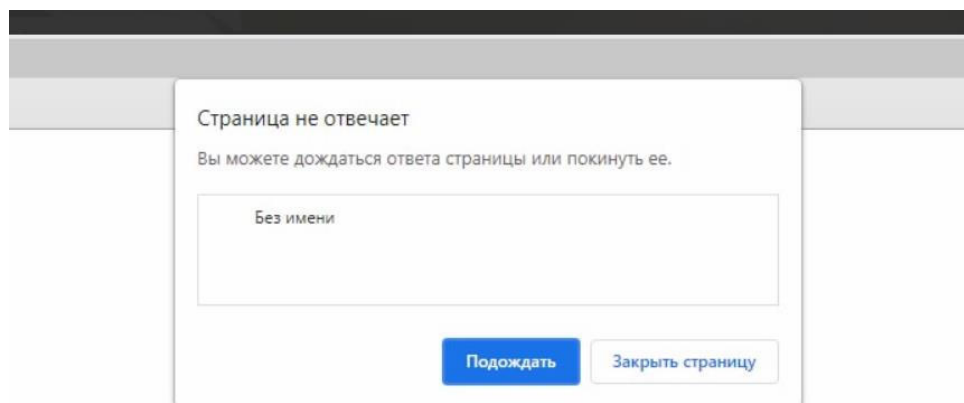 Страница не отвечает
Вы можете дождаться ответа страницы или покинуть ее.
Без имени
Подождать
Закрыть страницу